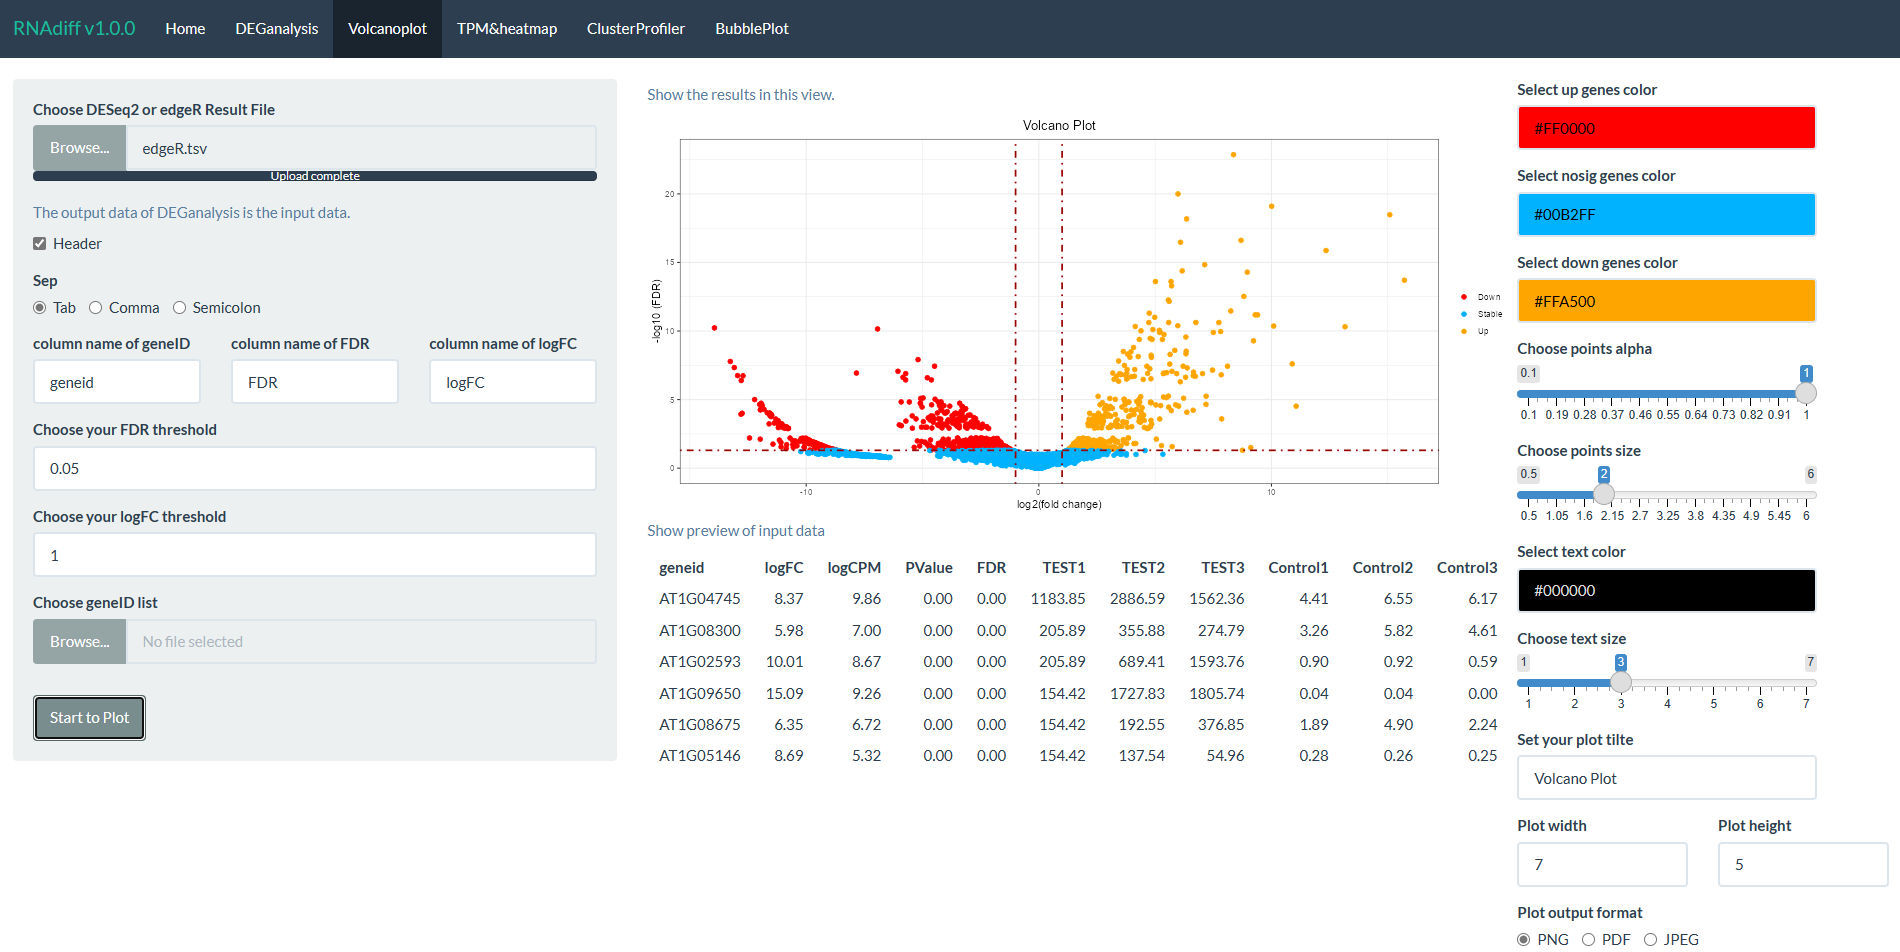 RNAdiff v1.0.0 Home DEGanalysis Volcanoplot TPM&heatmap ClusterProfiler BubblePlot
Choose DESeq2 or edgeR Result File
Browse... edgeR.tsv
Upload complete
The output data of DEGanalysis is the input data.
Header
Sep
Tab Comma Semicolon
column name of geneID column name of FDR column name of logFC
geneid FDR logFC
Choose your FDR threshold
0.05
Choose your logFC threshold
1
Choose geneID list
Browse... No file selected
Start to Plot
Show the results in this view.
Volcano Plot
-log10 (FDR)
20
15
10
5
0
-10 0 10
log2(fold change)
Down
Stable
Up
Show preview of input data
geneid logFC logCPM PValue FDR TEST1 TEST2 TEST3 Control1 Control2 Control3
AT1G04745 8.37 9.86 0.00 0.00 1183.85 2886.59 1562.36 4.41 6.55 6.17
AT1G08300 5.98 7.00 0.00 0.00 205.89 355.88 274.79 3.26 5.82 4.61
AT1G02593 10.01 8.67 0.00 0.00 205.89 689.41 1593.76 0.90 0.92 0.59
AT1G09650 15.09 9.26 0.00 0.00 154.42 1727.83 1805.74 0.04 0.04 0.00
AT1G08675 6.35 6.72 0.00 0.00 154.42 192.55 376.85 1.89 4.90 2.24
AT1G05146 8.69 5.32 0.00 0.00 154.42 137.54 54.96 0.28 0.26 0.25
Select up genes color
#FF0000
Select nosig genes color
#00B2FF
Select down genes color
#FFA500
Choose points alpha
0.1 1
0.1 0.19 0.28 0.37 0.46 0.55 0.64 0.73 0.82 0.91 1
Choose points size
0.5 2 6
0.5 1.05 1.6 2.15 2.7 3.25 3.8 4.35 4.9 5.45 6
Select text color
#000000
Choose text size
1 3 7
1 2 3 4 5 6 7
Set your plot tilte
Volcano Plot
Plot width Plot height
7 5
Plot output format
PNG PDF JPEG